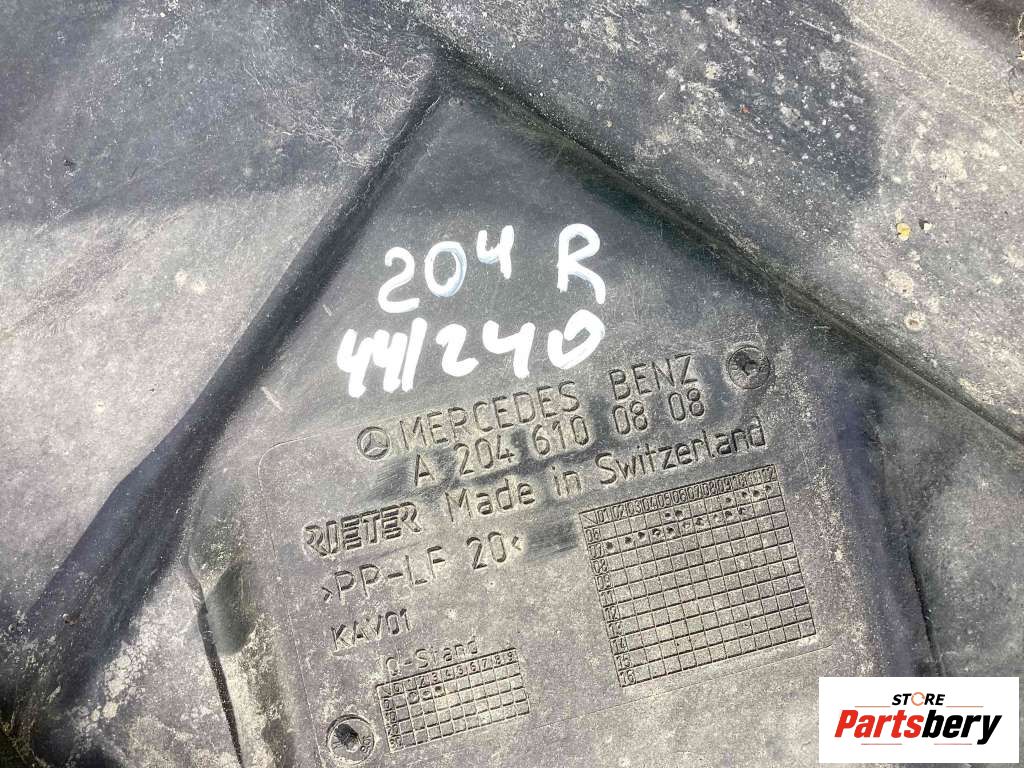 204 R
44/240
MERCEDES BENZ
A 204 610 08 08
RIETER Made in Switzerland
>PP-LF 20<
KAV01
Q-Stand
STORE
Partsbery